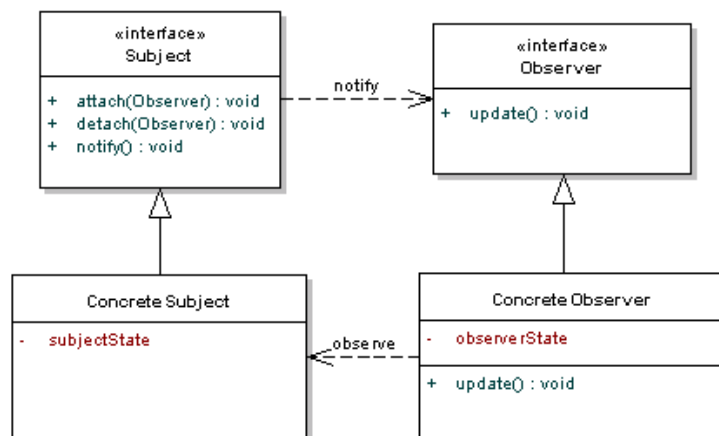 «interface»
Subject
+ attach(Observer) : void
+ detach(Observer) : void
+ notify() : void
notify
«interface»
Observer
+ update() : void
Concrete Subject
- subjectState
observe
Concrete Observer
- observerState
+ update() : void